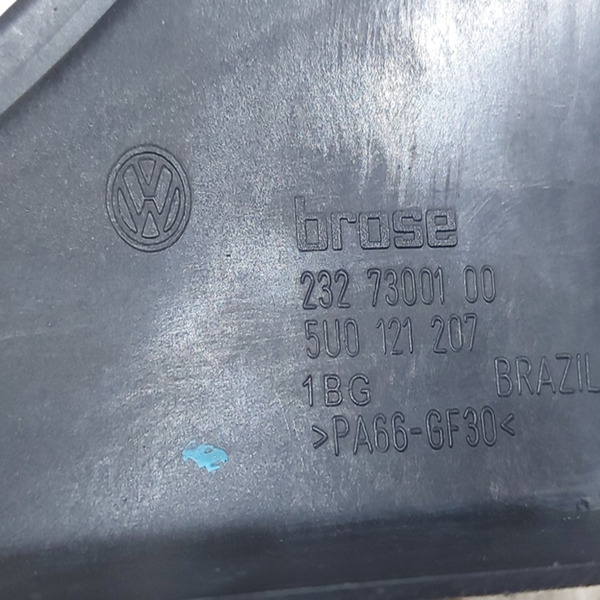 brose
232 73001 00
5U0 121 207
1BG BRAZIL
>PA66-GF30<